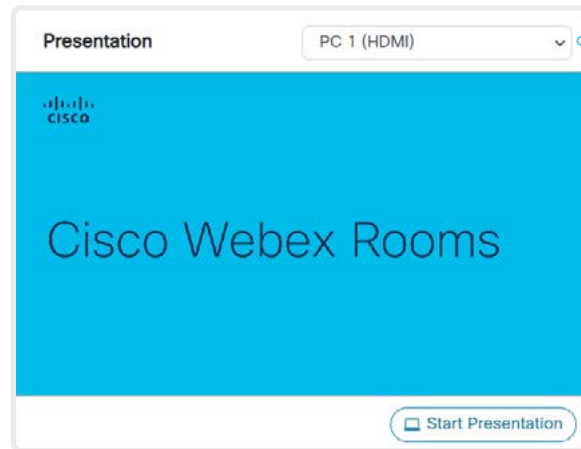 Presentation
PC 1 (HDMI)
CISCO
Cisco Webex Rooms
Start Presentation